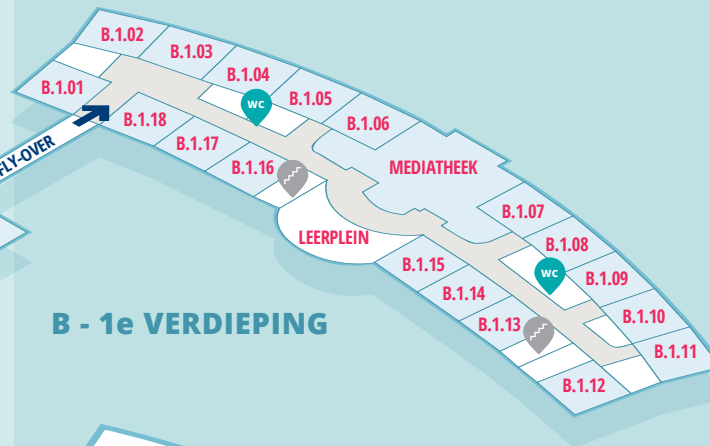 B.1.02
B.1.03
B.1.04
B.1.01
WC
B.1.05
B.1.06
B.1.18
B.1.17
B.1.16
FLY-OVER
MEDIATHEEK
B.1.07
LEERPLEIN
B.1.08
B.1.15
WC
B.1.09
B.1.14
B.1.10
B.1.13
B.1.11
B.1.12
B - 1e VERDIEPING